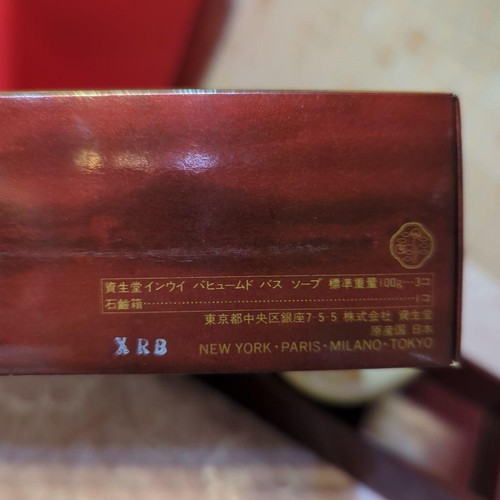 資生堂インウイ パヒュームド バス ソープ 標準重量100g…3コ
石鹼箱……………………………………………………1コ
東京都中央区銀座7-5-5 株式会社 資生堂
原産国 日本
XRB
NEW YORK・PARIS・MILANO・TOKYO